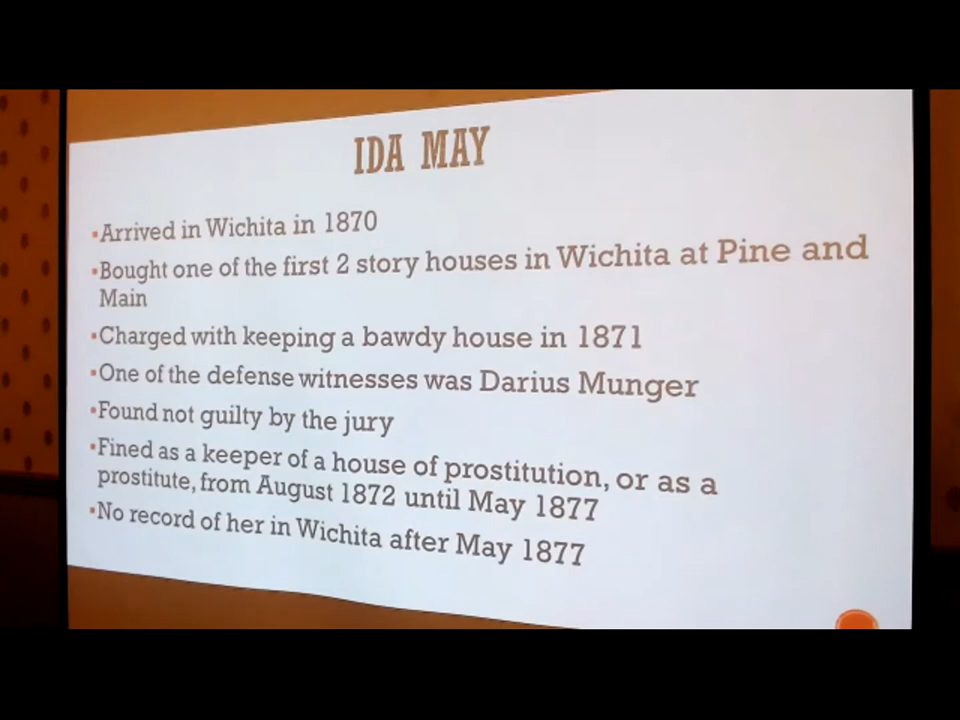 IDA MAY
▪Arrived in Wichita in 1870
▪Bought one of the first 2 story houses in Wichita at Pine and
Main
▪Charged with keeping a bawdy house in 1871
▪One of the defense witnesses was Darius Munger
▪Found not guilty by the jury
▪Fined as a keeper of a house of prostitution, or as a
prostitute, from August 1872 until May 1877
▪No record of her in Wichita after May 1877